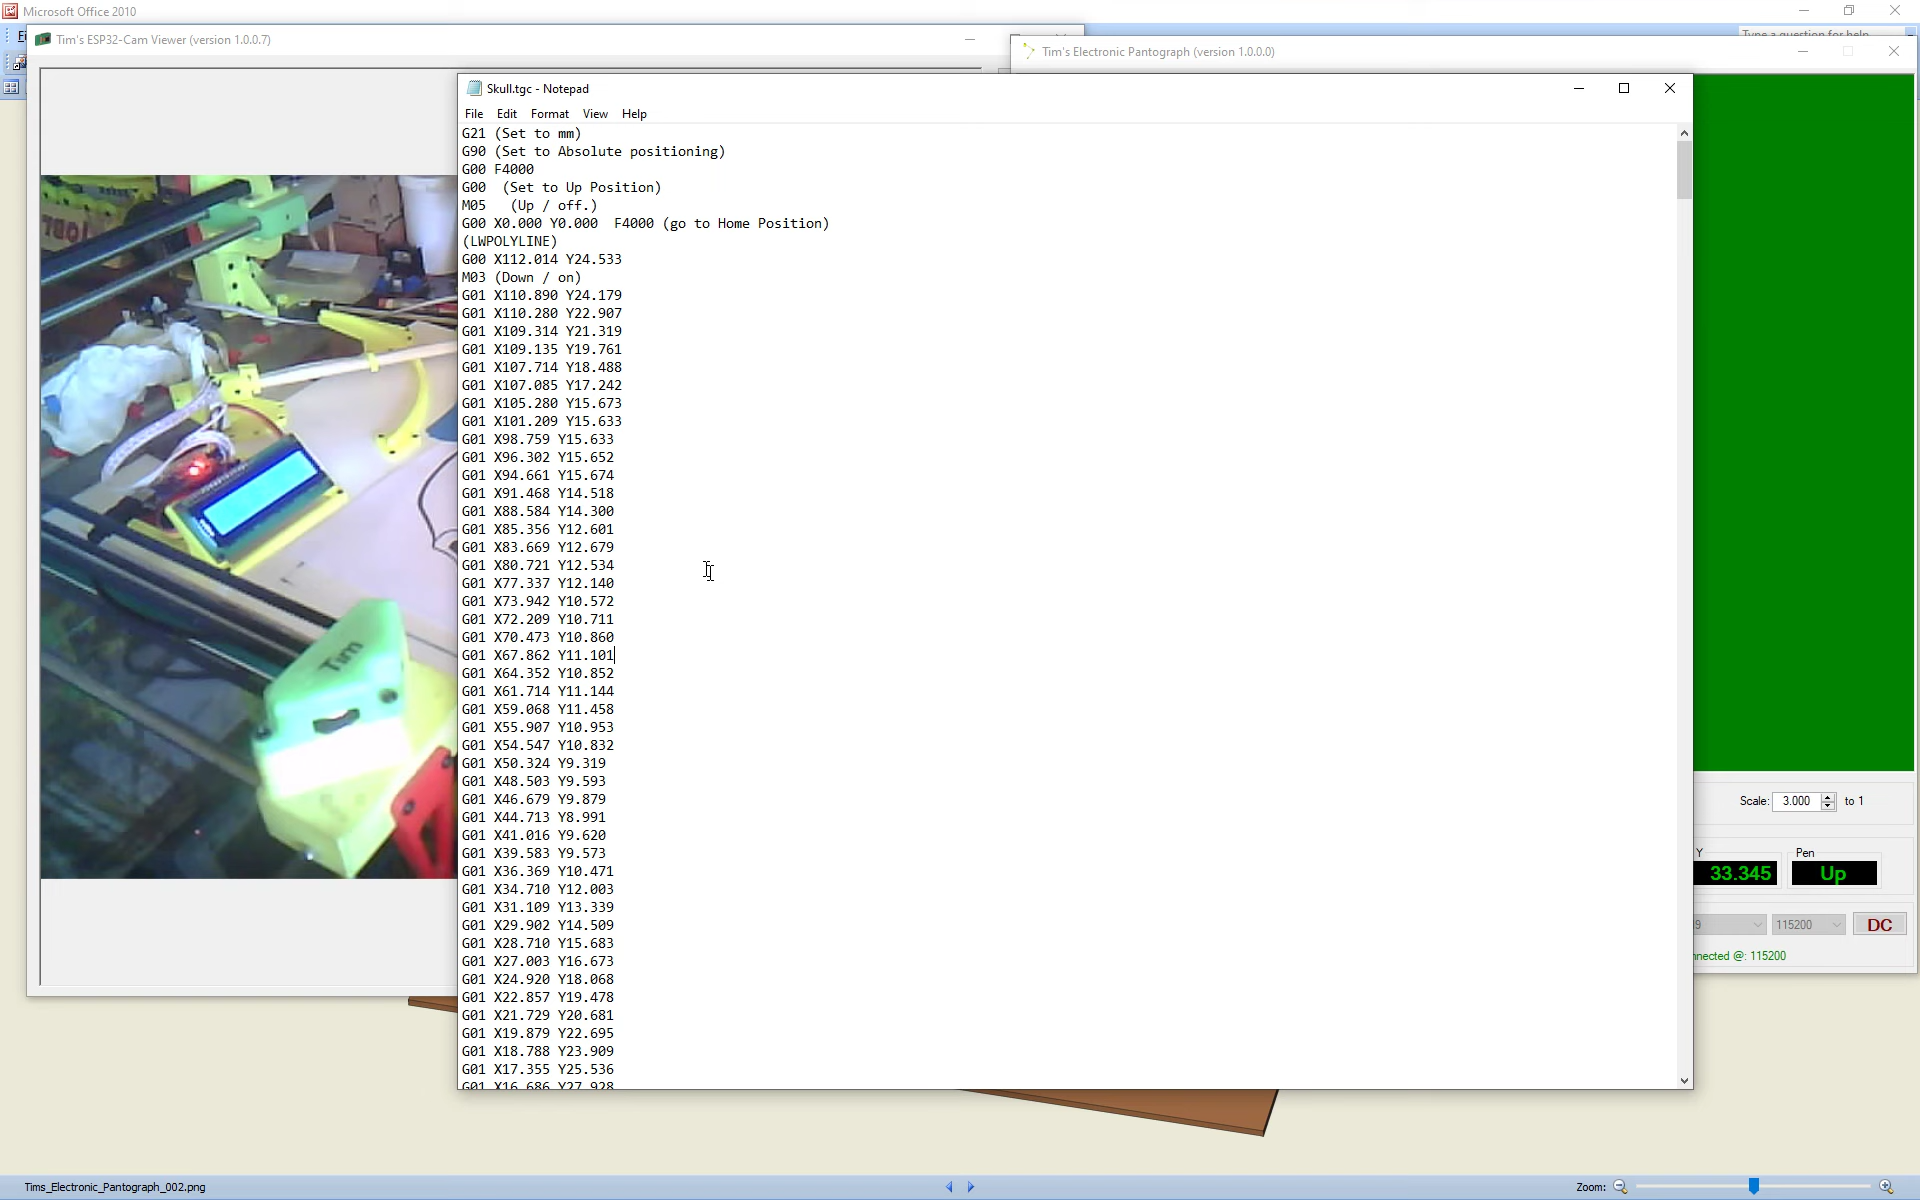 Microsoft Office 2010
Tim's ESP32-Cam Viewer (version 1.0.0.7)
Tim's Electronic Pantograph (version 1.0.0.0)
Skull.tgc - Notepad
File Edit Format View Help
G21 (Set to mm)
G90 (Set to Absolute positioning)
G00 F4000
G00  (Set to Up Position)
M05   (Up / off.)
G00 X0.000 Y0.000  F4000 (go to Home Position)
(LWPOLYLINE)
G00 X112.014 Y24.533
M03 (Down / on)
G01 X110.890 Y24.179
G01 X110.280 Y22.907
G01 X109.314 Y21.319
G01 X109.135 Y19.761
G01 X107.714 Y18.488
G01 X107.085 Y17.242
G01 X105.280 Y15.673
G01 X101.209 Y15.633
G01 X98.759 Y15.633
G01 X96.302 Y15.652
G01 X94.661 Y15.674
G01 X91.468 Y14.518
G01 X88.584 Y14.300
G01 X85.356 Y12.601
G01 X83.669 Y12.679
G01 X80.721 Y12.534
G01 X77.337 Y12.140
G01 X73.942 Y10.572
G01 X72.209 Y10.711
G01 X70.473 Y10.860
G01 X67.862 Y11.101
G01 X64.352 Y10.852
G01 X61.714 Y11.144
G01 X59.068 Y11.458
G01 X55.907 Y10.953
G01 X54.547 Y10.832
G01 X50.324 Y9.319
G01 X48.503 Y9.593
G01 X46.679 Y9.879
G01 X44.713 Y8.991
G01 X41.016 Y9.620
G01 X39.583 Y9.573
G01 X36.369 Y10.471
G01 X34.710 Y12.003
G01 X31.109 Y13.339
G01 X29.902 Y14.509
G01 X28.710 Y15.683
G01 X27.003 Y16.673
G01 X24.920 Y18.068
G01 X22.857 Y19.478
G01 X21.729 Y20.681
G01 X19.879 Y22.695
G01 X18.788 Y23.909
G01 X17.355 Y25.536
G01 X16.686 Y27.928
Tim
Scale: 3.000 to 1
Y Pen
33.345 Up
9 115200 DC
nnected @: 115200
Tims_Electronic_Pantograph_002.png
Zoom: